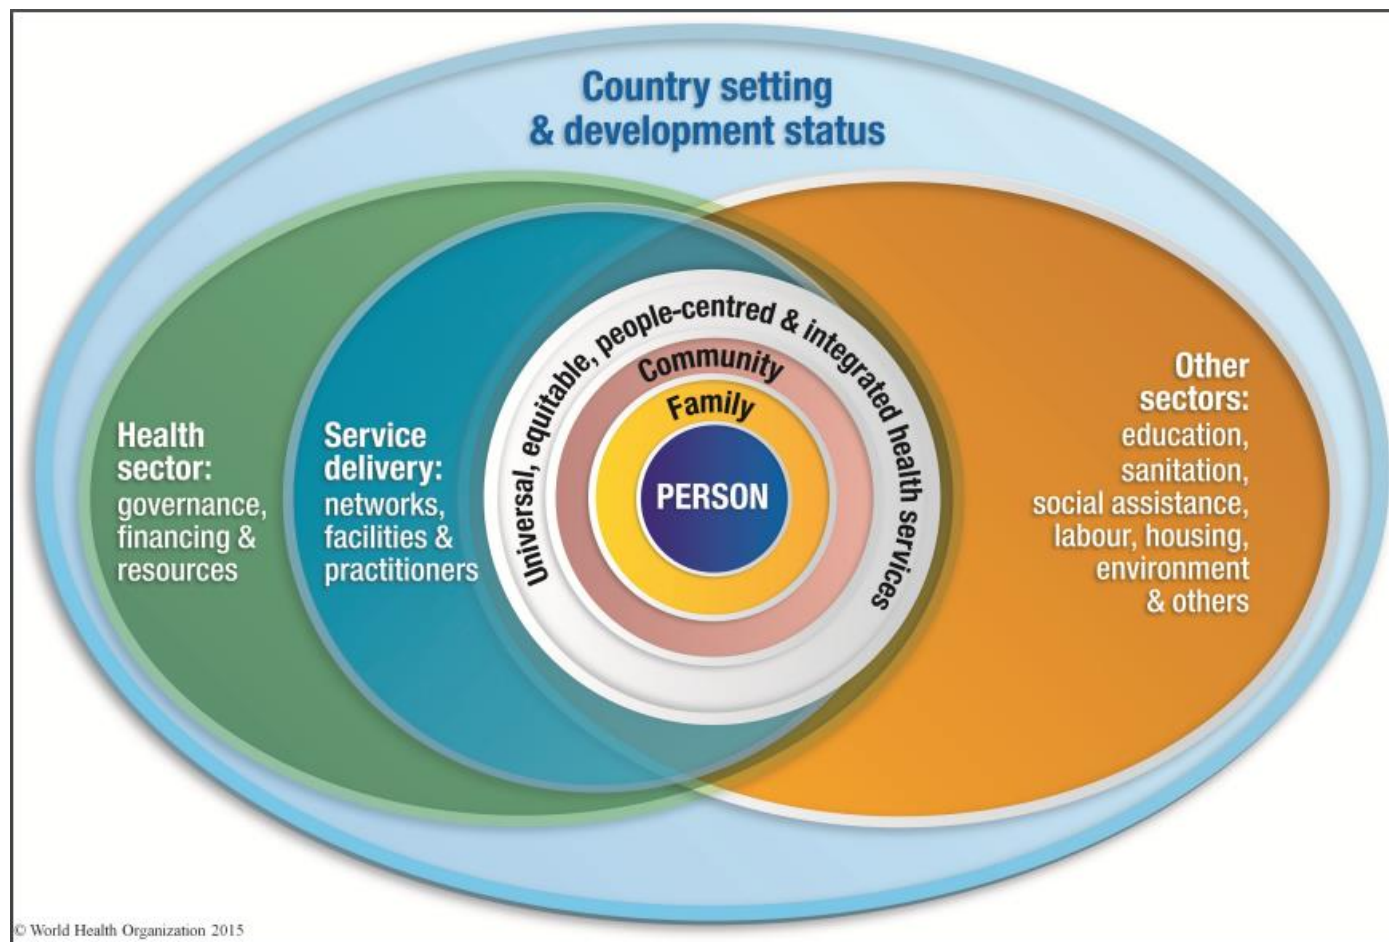 Country setting
& development status
Universal, equitable, people-centred & integrated health services
Community
Family
PERSON
Health
sector:
governance,
financing &
resources
Service
delivery:
networks,
facilities &
practitioners
Other
sectors:
education,
sanitation,
social assistance,
labour, housing,
environment
& others
© World Health Organization 2015